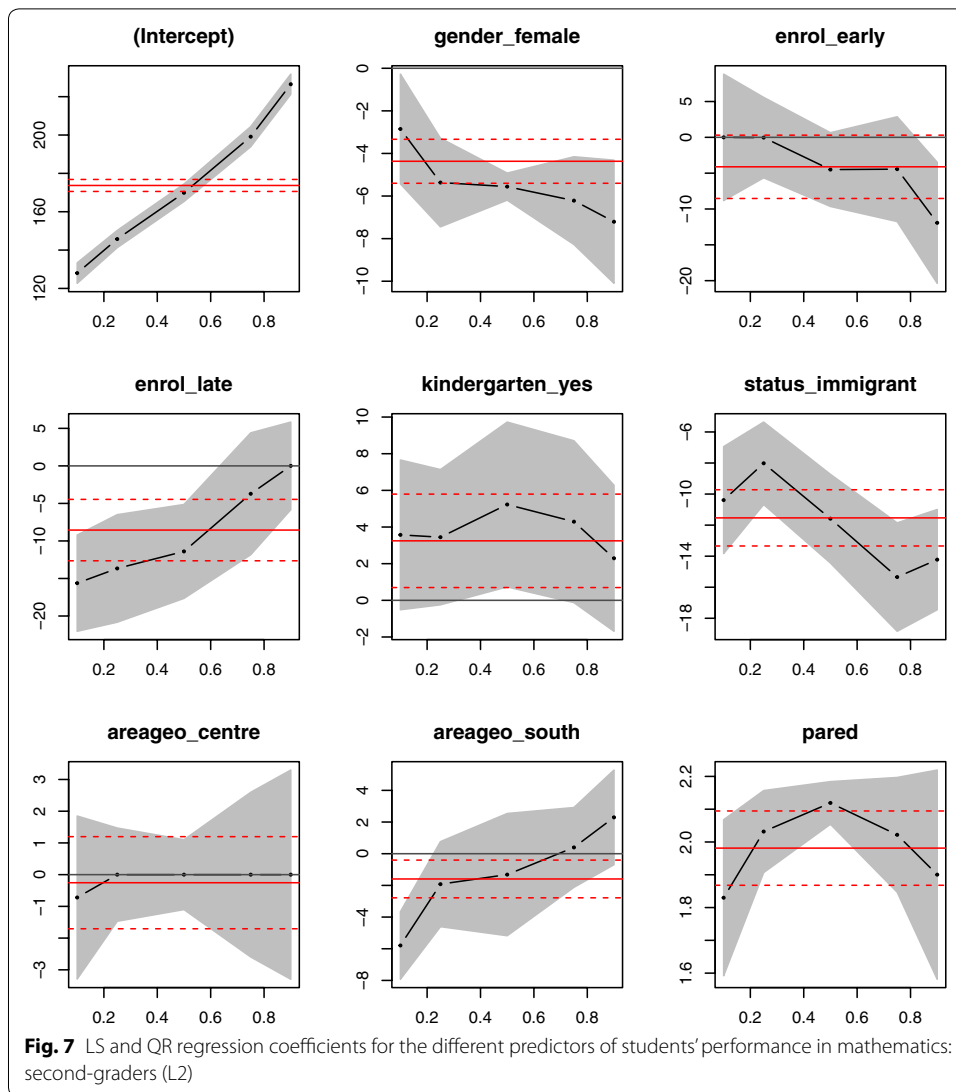 (Intercept)
gender_female
enrol_early
200
160
120
0.2 0.4 0.6 0.8
0
−2
−4
−6
−8
−10
0.2 0.4 0.6 0.8
5
0
−10
−20
0.2 0.4 0.6 0.8
enrol_late
kindergarten_yes
status_immigrant
5
0
−5
−10
−20
0.2 0.4 0.6 0.8
10
8
6
4
2
0
−2
0.2 0.4 0.6 0.8
−6
−10
−14
−18
0.2 0.4 0.6 0.8
areageo_centre
areageo_south
pared
3
2
1
0
−1
−3
0.2 0.4 0.6 0.8
4
2
0
−4
−8
0.2 0.4 0.6 0.8
2.2
2.0
1.8
1.6
0.2 0.4 0.6 0.8
Fig. 7 LS and QR regression coefficients for the different predictors of students’ performance in mathematics:
second-graders (L2)